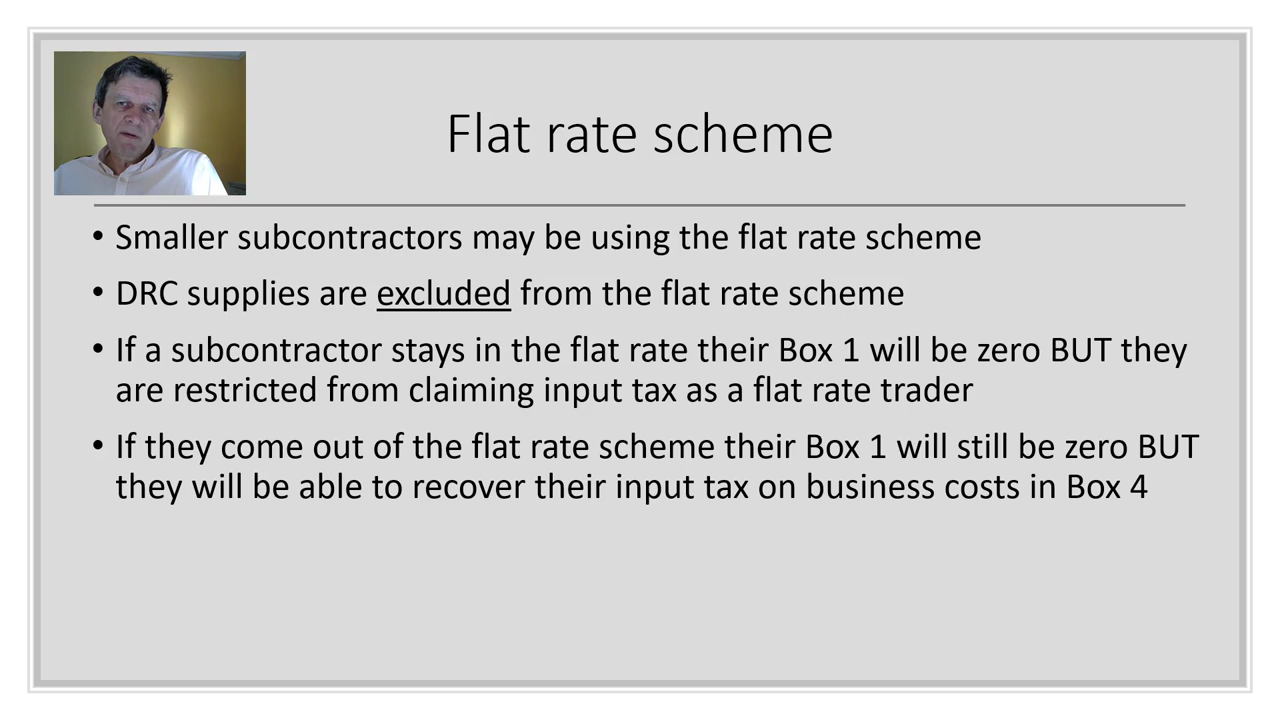 Flat rate scheme
• Smaller subcontractors may be using the flat rate scheme
• DRC supplies are excluded from the flat rate scheme
• If a subcontractor stays in the flat rate their Box 1 will be zero BUT they
are restricted from claiming input tax as a flat rate trader
• If they come out of the flat rate scheme their Box 1 will still be zero BUT
they will be able to recover their input tax on business costs in Box 4